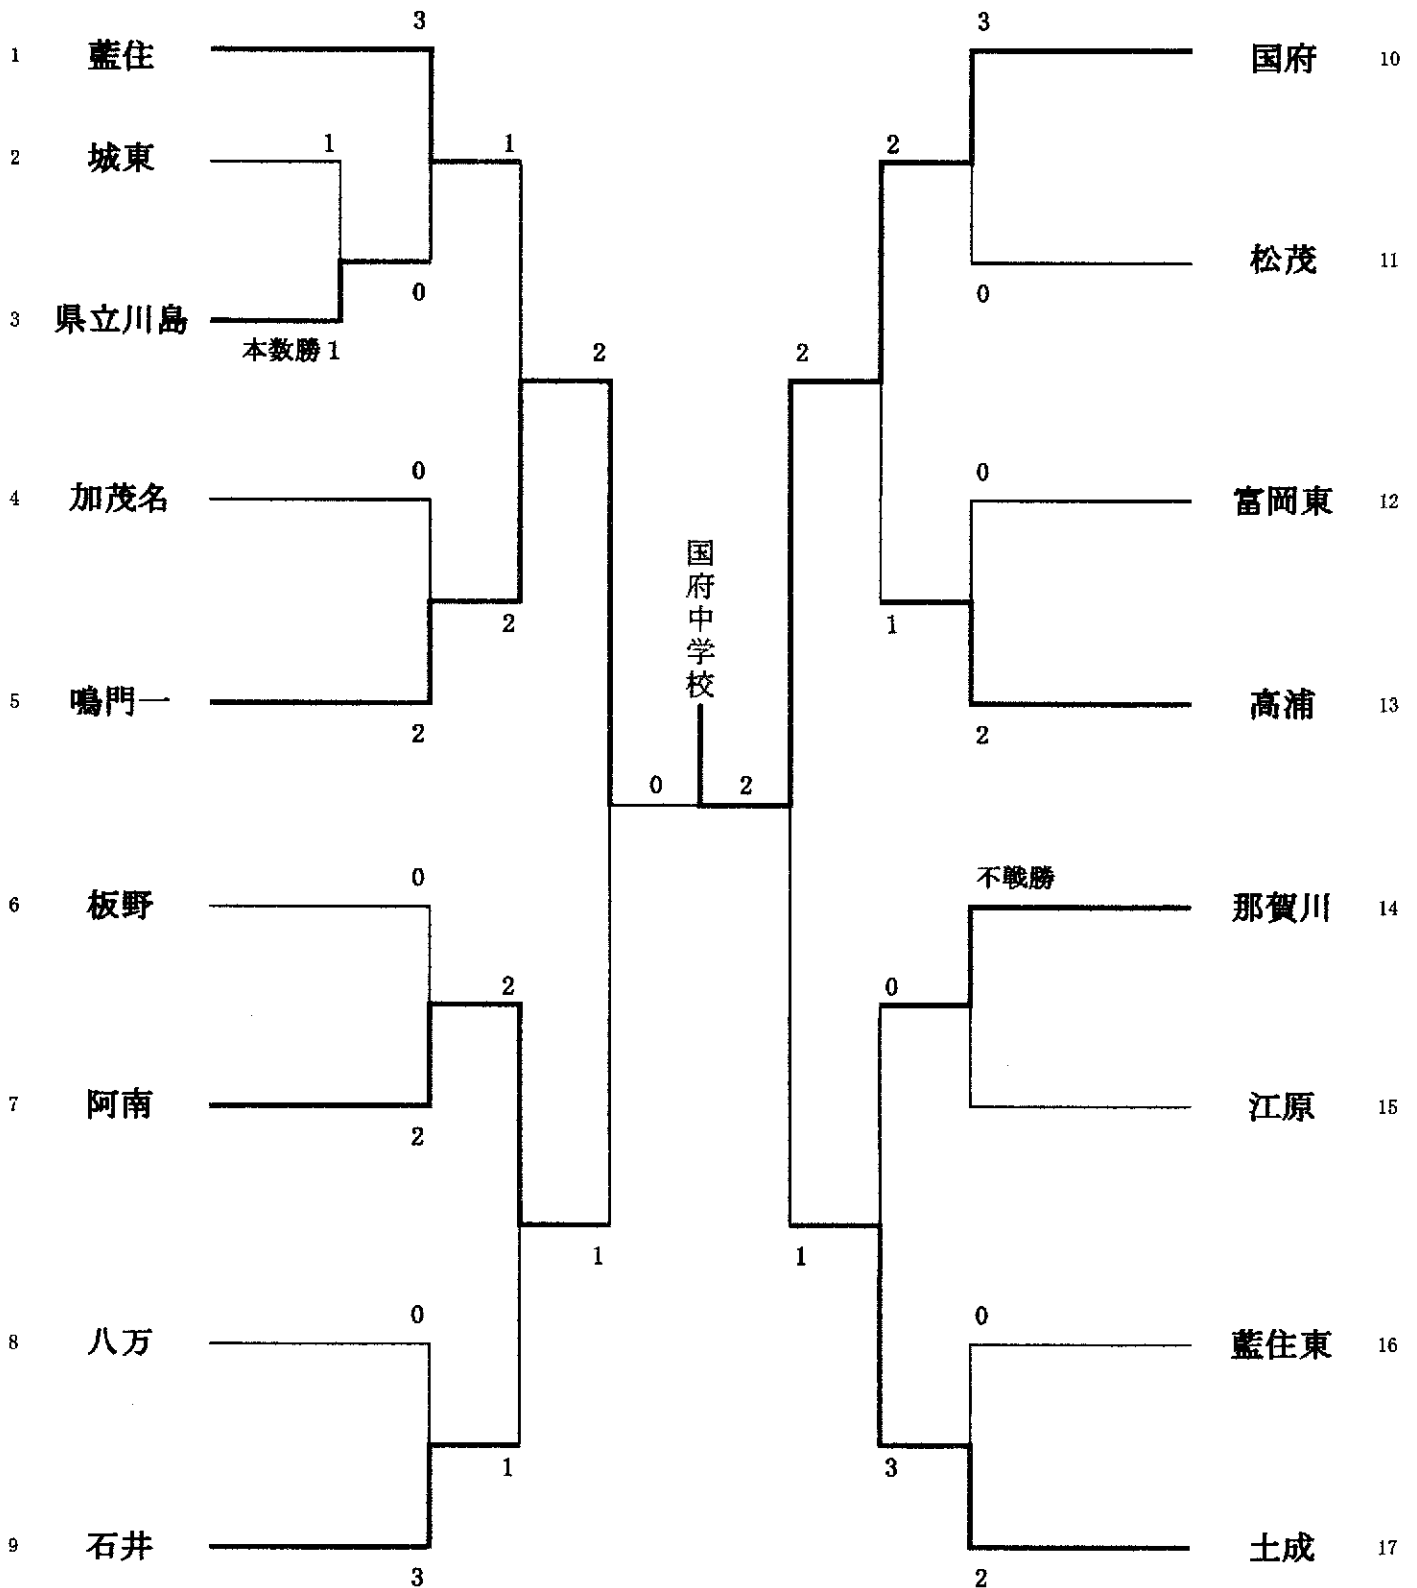 3
1 藍住
2 城東
1
1
0
3 県立川島
本数勝1
2
0
4 加茂名
2
5 鳴門一
2
0
6 板野
2
7 阿南
2
1
0
8 八万
1
9 石井
3
国府中学校
0 2
3
国府 10
2
松茂 11
0
2
0
富岡東 12
1
高浦 13
2
不戦勝
那賀川 14
0
江原 15
1
0
藍住東 16
3
土成 17
2